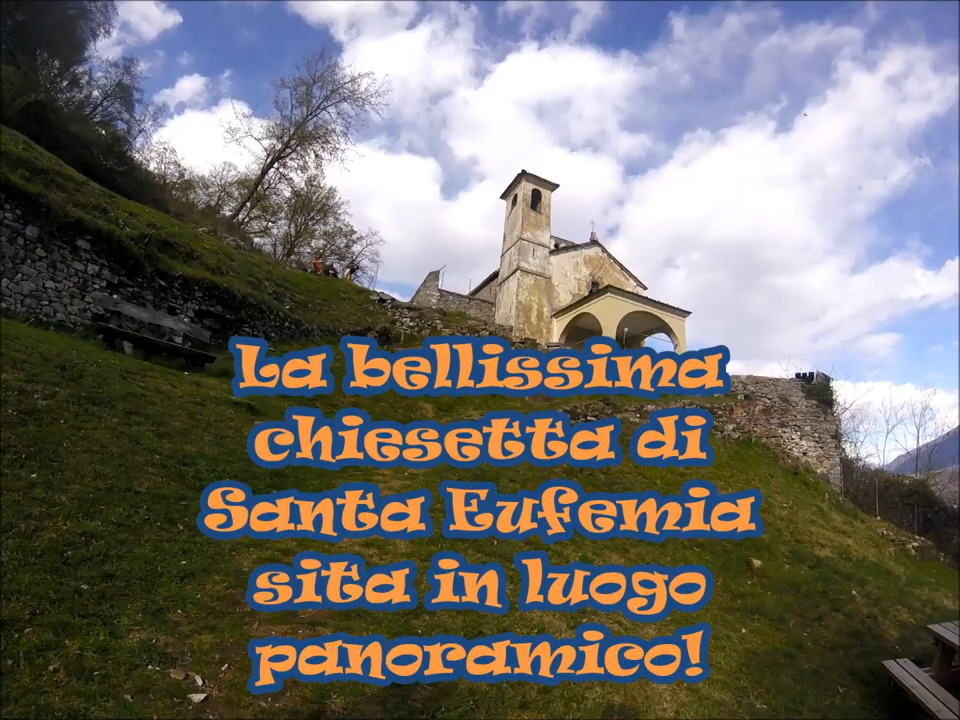 La bellissima
chiesetta di
Santa Eufemia
sita in luogo
panoramico!